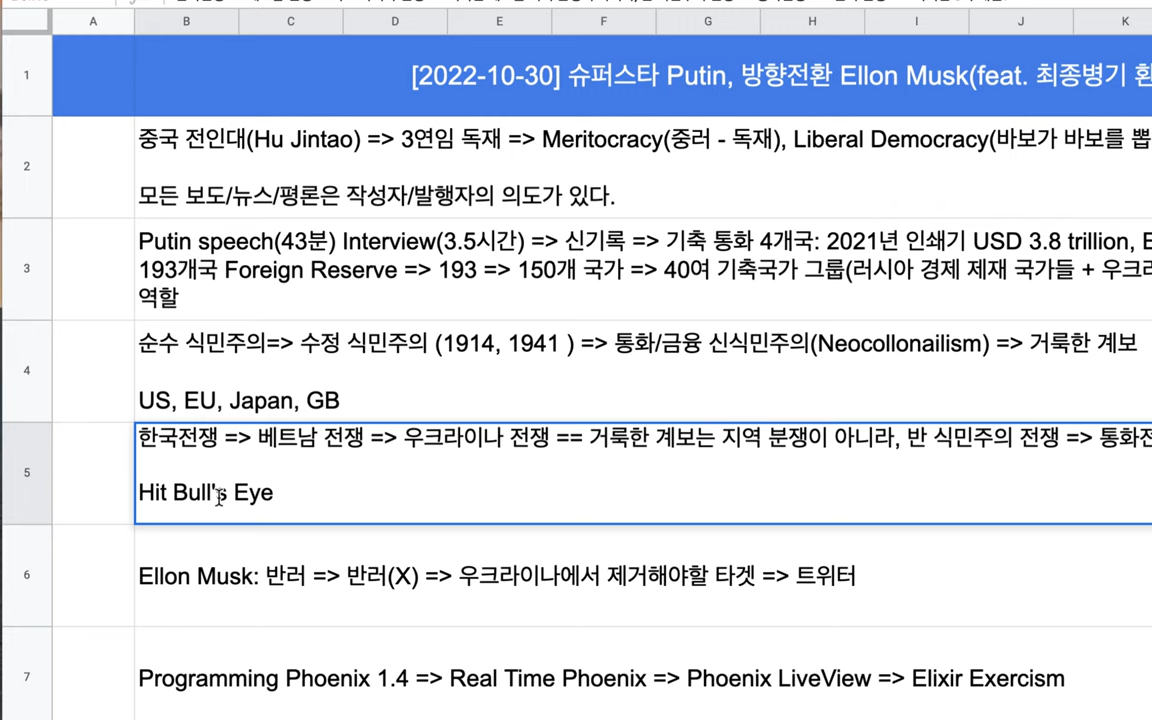 A B C D E F G H I J K
1 [2022-10-30] 슈퍼스타 Putin, 방향전환 Ellon Musk(feat. 최종병기 환
2 중국 전인대(Hu Jintao) => 3연임 독재 => Meritocracy(중러 - 독재), Liberal Democracy(바보가 바보를 뽑
모든 보도/뉴스/평론은 작성자/발행자의 의도가 있다.
3 Putin speech(43분) Interview(3.5시간) => 신기록 => 기축 통화 4개국: 2021년 인쇄기 USD 3.8 trillion, E
193개국 Foreign Reserve => 193 => 150개 국가 => 40여 기축국가 그룹(러시아 경제 제재 국가들 + 우크라
역할
4 순수 식민주의=> 수정 식민주의 (1914, 1941 ) => 통화/금융 신식민주의(Neocollonailism) => 거룩한 계보
US, EU, Japan, GB
5 한국전쟁 => 베트남 전쟁 => 우크라이나 전쟁 == 거룩한 계보는 지역 분쟁이 아니라, 반 식민주의 전쟁 => 통화전
Hit Bull's Eye
6 Ellon Musk: 반러 => 반러(X) => 우크라이나에서 제거해야할 타겟 => 트위터
7 Programming Phoenix 1.4 => Real Time Phoenix => Phoenix LiveView => Elixir Exercism